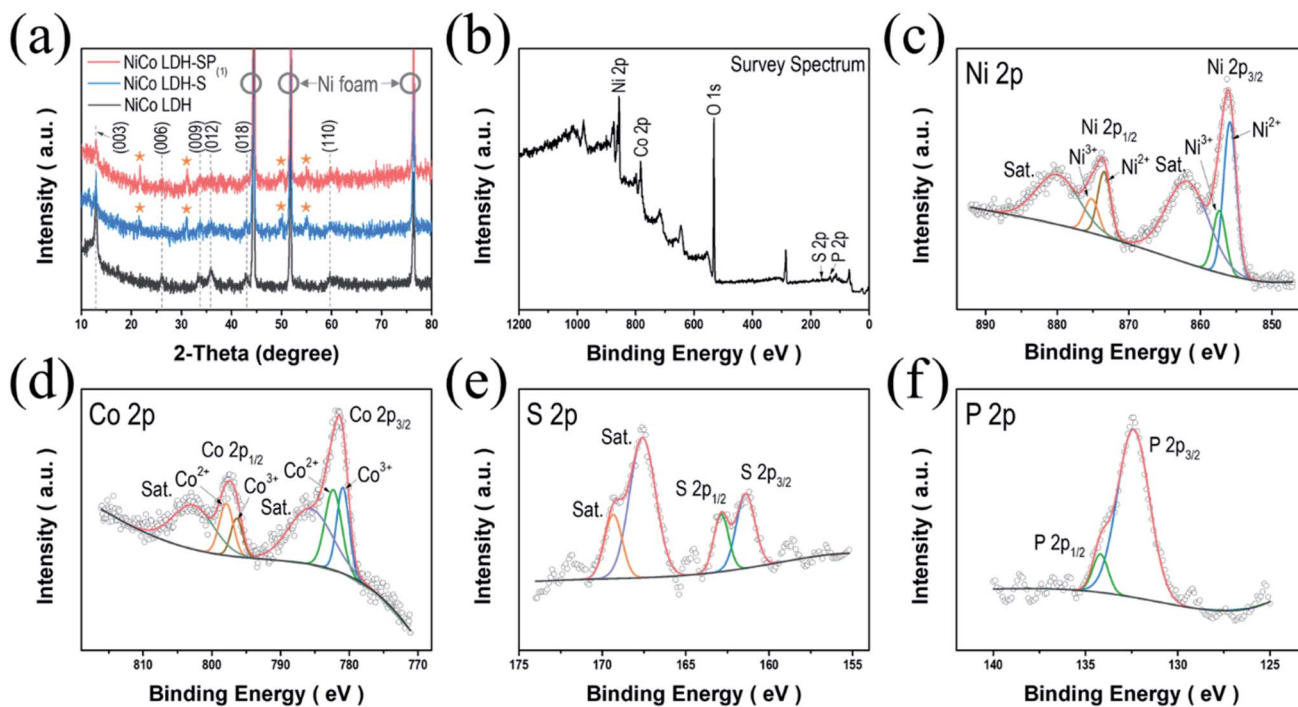 (a)
Intensity ( a.u. )
NiCo LDH-SP(1)
NiCo LDH-S
NiCo LDH
Ni foam
(003)
(006)
(009)
(012)
(018)
(110)
10 20 30 40 50 60 70 80
2-Theta (degree)
(b)
Survey Spectrum
Intensity ( a.u. )
Ni 2p
Co 2p
O 1s
S 2p
P 2p
1200 1000 800 600 400 200 0
Binding Energy ( eV )
(c)
Ni 2p
Intensity ( a.u. )
Ni 2p3/2
Ni 2p1/2
Ni3+
Ni2+
Sat.
Ni3+
Ni2+
Sat.
890 880 870 860 850
Binding Energy ( eV )
(d)
Co 2p
Intensity ( a.u. )
Co 2p3/2
Co 2p1/2
Co2+
Co3+
Co2+
Co3+
Sat.
Sat.
810 800 790 780 770
Binding Energy ( eV )
(e)
S 2p
Intensity ( a.u. )
Sat.
Sat.
S 2p1/2
S 2p3/2
175 170 165 160 155
Binding Energy ( eV )
(f)
P 2p
Intensity ( a.u. )
P 2p3/2
P 2p1/2
140 135 130 125
Binding Energy ( eV )